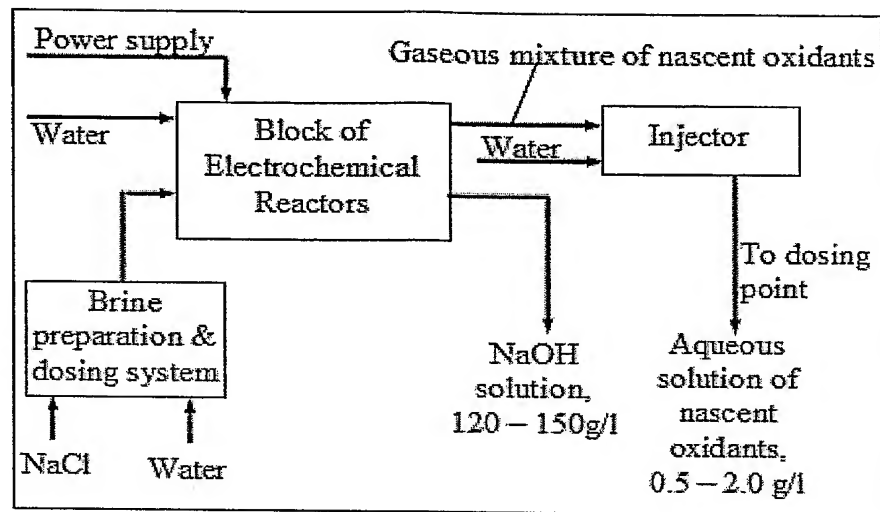 Power supply
Gaseous mixture of nascent oxidants
Water
Block of
Electrochemical
Reactors
Water
Injector
To dosing
point
Brine
preparation &
dosing system
NaCl
Water
NaOH
solution,
120 – 150g/l
Aqueous
solution of
nascent
oxidants,
0.5 – 2.0 g/l